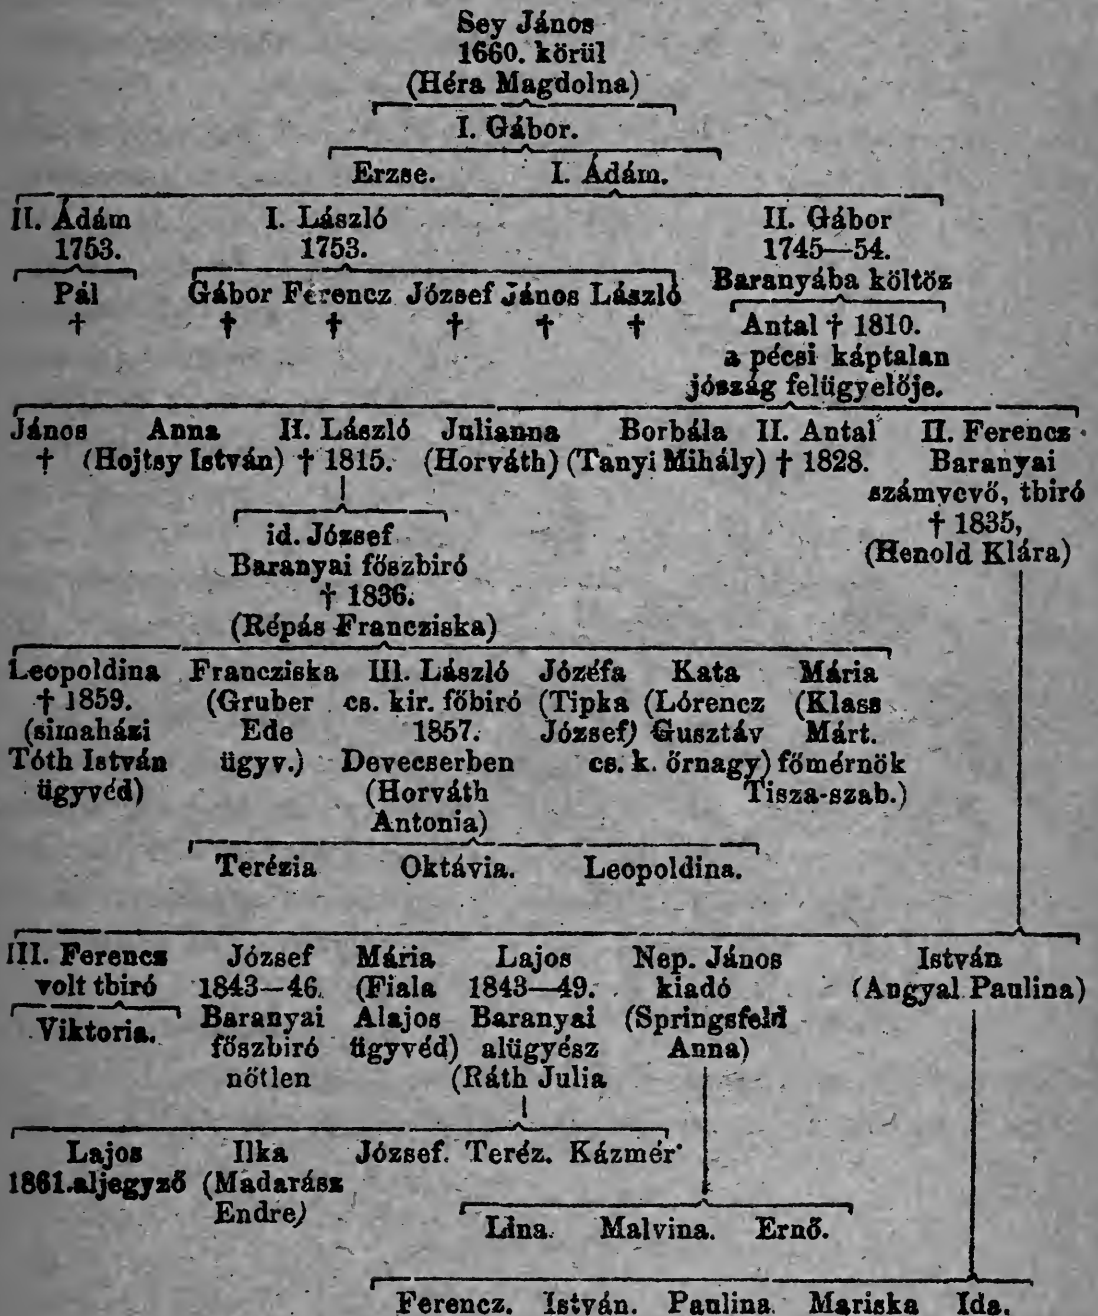 Sey János
1660. körül
(Héra Magdolna)
I. Gábor.
Erzse. I. Ádám.
II. Ádám I. László II. Gábor
1753. 1753. 1745—54.
Pál Gábor Ferencz József János László Baranyába költöz
† † † † † † Antal † 1810.
a pécsi káptalan
jószág felügyelője.
János Anna II. László Julianna Borbála II. Antal II. Ferencz
† (Hojtsy István) † 1815. (Horváth) (Tanyi Mihály) † 1828. Baranyai
számvevő, tbiró
† 1835,
(Henold Klára)
id. József
Baranyai főszbiró
† 1836.
(Répás Francziska)
Leopoldina Francziska III. László Józéfa Kata Mária
† 1859. (Gruber cs. kir. főbiró (Tipka (Lórencz (Klass
(simaházi Ede 1857. József) Gusztáv Márt.
Tóth István ügyv.) Devecserben cs. k. őrnagy) főmérnök
ügyvéd) (Horváth Tisza-szab.)
Antonia)
Terézia Oktávia. Leopoldina.
III. Ferencz József Mária Lajos Nep. János István
volt tbiró 1843—46. (Fiala 1843—49. kiadó (Angyal Paulina)
Viktoria. Baranyai Alajos Baranyai (Springsfeld
főszbiró ügyvéd) alügyész Anna)
nőtlen (Ráth Julia
Lajos Ilka József. Teréz. Kázmér
1861.aljegyző (Madarász
Endre)
Lina. Malvina. Ernő.
Ferencz. István. Paulina. Mariska Ida.